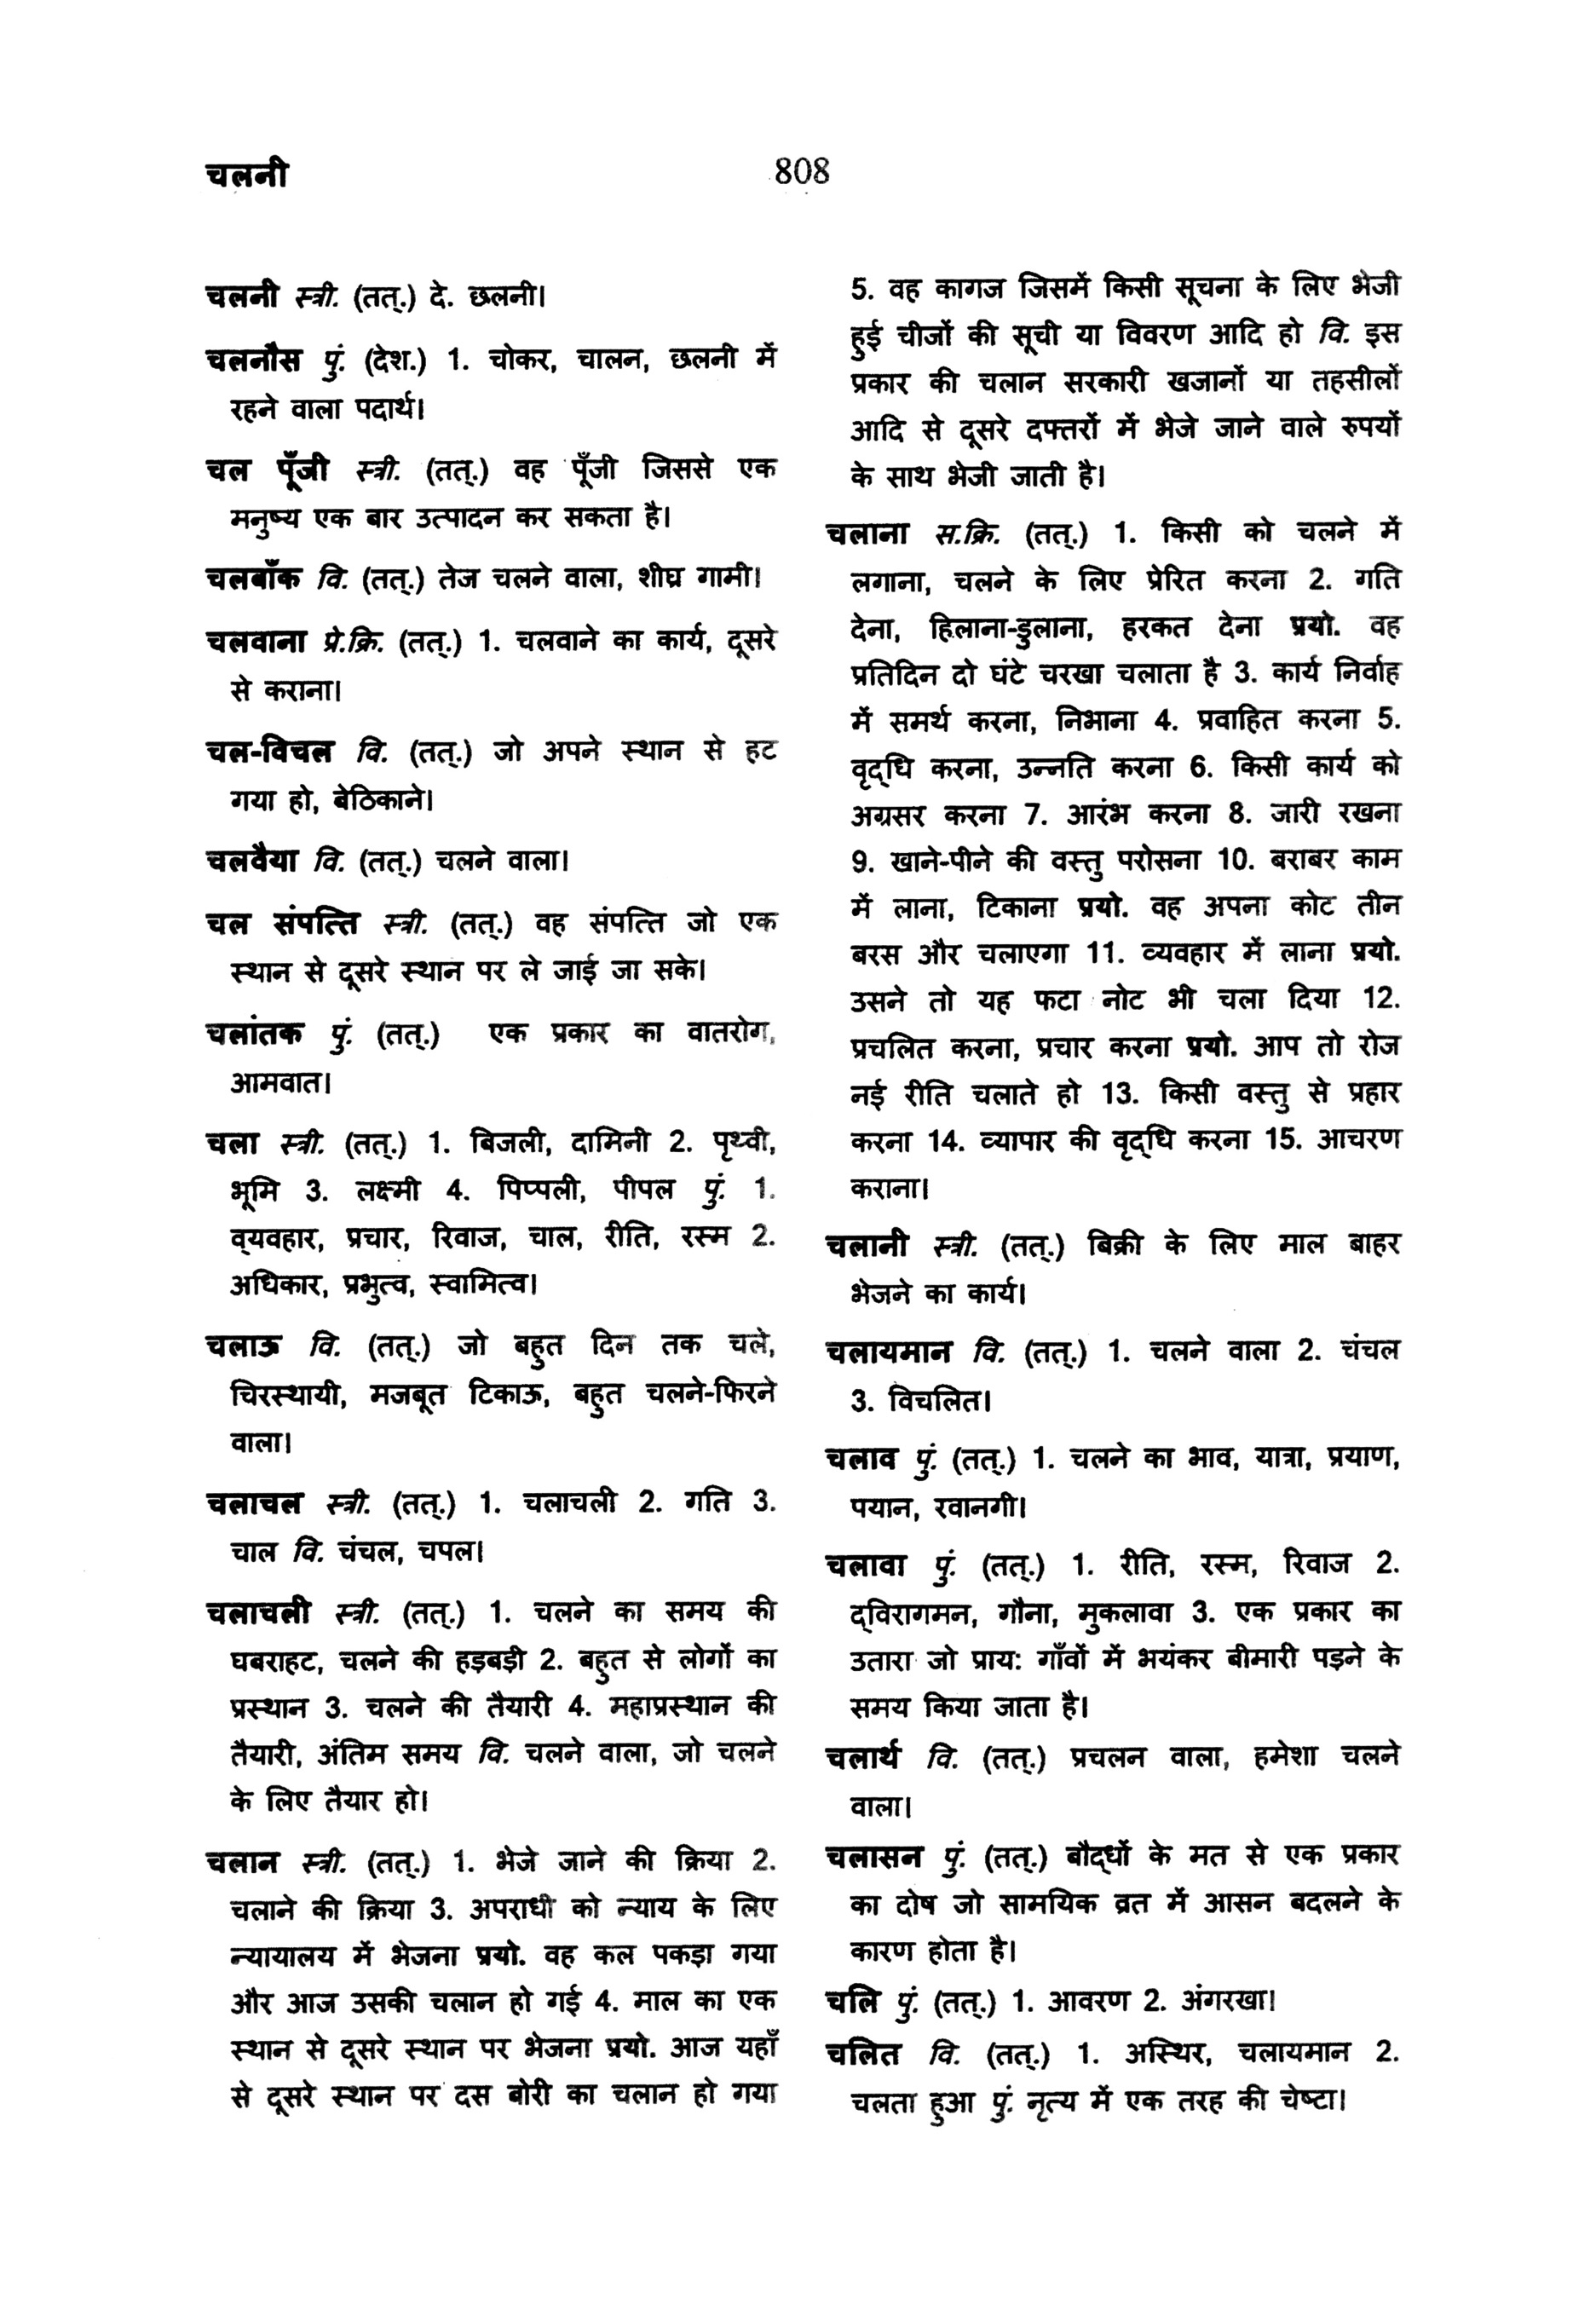 चलनी
808
चलनी स्त्री. (तत्.) दे. छलनी।
चलनौस पुं. (देश.) 1. चोकर, चालन, छलनी में
रहने वाला पदार्थ।
चल पूँजी स्त्री. (तत्.) वह पूँजी जिससे एक
मनुष्य एक बार उत्पादन कर सकता है।
चलबाँक वि. (तत्.) तेज चलने वाला, शीघ्र गामी।
चलवाना प्रे.क्रि. (तत्.) 1. चलवाने का कार्य, दूसरे
से कराना।
चल-विचल वि. (तत्.) जो अपने स्थान से हट
गया हो, बेठिकाने।
चलवैया वि. (तत्.) चलने वाला।
चल संपत्ति स्त्री. (तत्.) वह संपत्ति जो एक
स्थान से दूसरे स्थान पर ले जाई जा सके।
चलांतक पुं. (तत्.) एक प्रकार का वातरोग,
आमवात।
चला स्त्री. (तत्.) 1. बिजली, दामिनी 2. पृथ्वी,
भूमि 3. लक्ष्मी 4. पिप्पली, पीपल पुं. 1.
व्यवहार, प्रचार, रिवाज, चाल, रीति, रस्म 2.
अधिकार, प्रभुत्व, स्वामित्व।
चलाऊ वि. (तत्.) जो बहुत दिन तक चले,
चिरस्थायी, मजबूत टिकाऊ, बहुत चलने-फिरने
वाला।
चलाचल स्त्री. (तत्.) 1. चलाचली 2. गति 3.
चाल वि. चंचल, चपल।
चलाचली स्त्री. (तत्.) 1. चलने का समय की
घबराहट, चलने की हड़बड़ी 2. बहुत से लोगों का
प्रस्थान 3. चलने की तैयारी 4. महाप्रस्थान की
तैयारी, अंतिम समय वि. चलने वाला, जो चलने
के लिए तैयार हो।
चलान स्त्री. (तत्.) 1. भेजे जाने की क्रिया 2.
चलाने की क्रिया 3. अपराधी को न्याय के लिए
न्यायालय में भेजना प्रयो. वह कल पकड़ा गया
और आज उसकी चलान हो गई 4. माल का एक
स्थान से दूसरे स्थान पर भेजना प्रयो. आज यहाँ
से दूसरे स्थान पर दस बोरी का चलान हो गया
5. वह कागज जिसमें किसी सूचना के लिए भेजी
हुई चीजों की सूची या विवरण आदि हो वि. इस
प्रकार की चलान सरकारी खजानों या तहसीलों
आदि से दूसरे दफ्तरों में भेजे जाने वाले रुपयों
के साथ भेजी जाती है।
चलाना स.क्रि. (तत्.) 1. किसी को चलने में
लगाना, चलने के लिए प्रेरित करना 2. गति
देना, हिलाना-डुलाना, हरकत देना प्रयो. वह
प्रतिदिन दो घंटे चरखा चलाता है 3. कार्य निर्वाह
में समर्थ करना, निभाना 4. प्रवाहित करना 5.
वृद्धि करना, उन्नति करना 6. किसी कार्य को
अग्रसर करना 7. आरंभ करना 8. जारी रखना
9. खाने-पीने की वस्तु परोसना 10. बराबर काम
में लाना, टिकाना प्रयो. वह अपना कोट तीन
बरस और चलाएगा 11. व्यवहार में लाना प्रयो.
उसने तो यह फटा नोट भी चला दिया 12.
प्रचलित करना, प्रचार करना प्रयो. आप तो रोज
नई रीति चलाते हो 13. किसी वस्तु से प्रहार
करना 14. व्यापार की वृद्धि करना 15. आचरण
कराना।
चलानी स्त्री. (तत्.) बिक्री के लिए माल बाहर
भेजने का कार्य।
चलायमान वि. (तत्.) 1. चलने वाला 2. चंचल
3. विचलित।
चलाव पुं. (तत्.) 1. चलने का भाव, यात्रा, प्रयाण,
पयान, रवानगी।
चलावा पुं. (तत्.) 1. रीति, रस्म, रिवाज 2.
द्विरागमन, गौना, मुकलावा 3. एक प्रकार का
उतारा जो प्राय: गाँवों में भयंकर बीमारी पड़ने के
समय किया जाता है।
चलार्थ वि. (तत्.) प्रचलन वाला, हमेशा चलने
वाला।
चलासन पुं. (तत्.) बौद्धों के मत से एक प्रकार
का दोष जो सामयिक व्रत में आसन बदलने के
कारण होता है।
चलि पुं. (तत्.) 1. आवरण 2. अंगरखा।
चलित वि. (तत्.) 1. अस्थिर, चलायमान 2.
चलता हुआ पुं. नृत्य में एक तरह की चेष्टा।